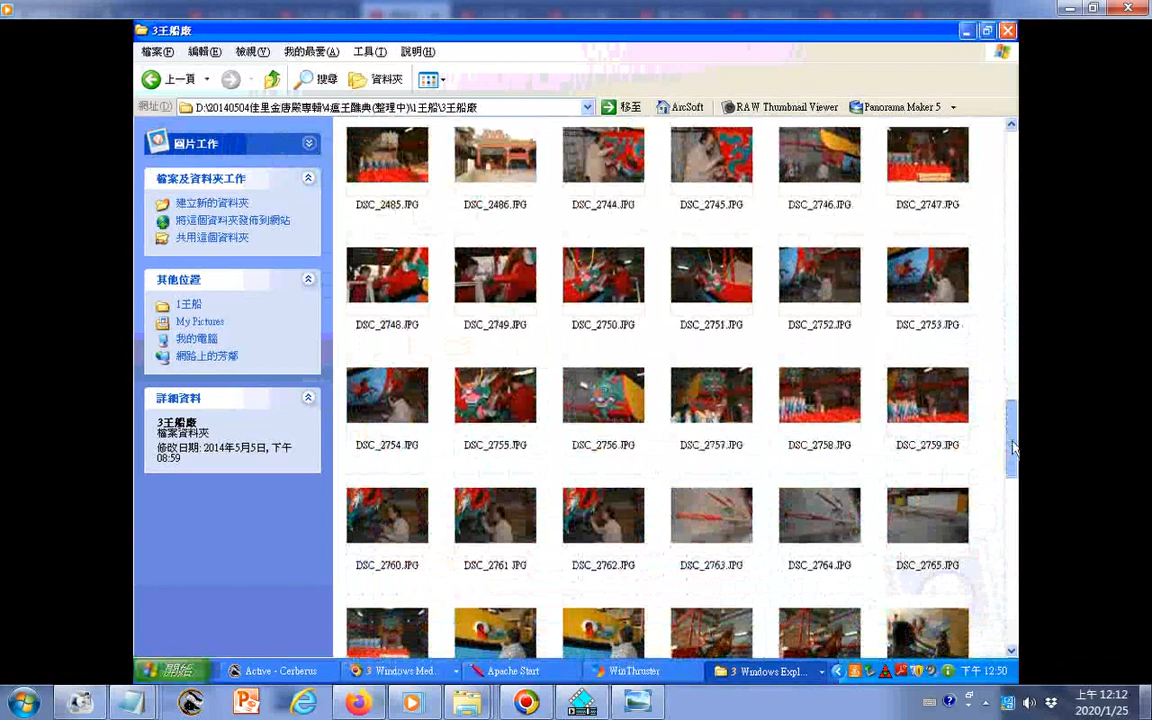 3王船廠
檔案(F) 編輯(E) 檢視(V) 我的最愛(A) 工具(T) 說明(H)
上一頁 搜尋 資料夾
網址(D) D:\20140504佳里金唐殿專輯\4瘟王醮典(整理中)\1王船\3王船廠 移至 ArcSoft RAW Thumbnail Viewer Panorama Maker 5
圖片工作
檔案及資料夾工作
建立新的資料夾
將這個資料夾發佈到網站
共用這個資料夾
其他位置
1王船
My Pictures
我的電腦
網路上的芳鄰
詳細資料
3王船廠
檔案資料夾
修改日期: 2014年5月5日, 下午
08:59
DSC_2485.JPG DSC_2486.JPG DSC_2744.JPG DSC_2745.JPG DSC_2746.JPG DSC_2747.JPG
DSC_2748.JPG DSC_2749.JPG DSC_2750.JPG DSC_2751.JPG DSC_2752.JPG DSC_2753.JPG
DSC_2754.JPG DSC_2755.JPG DSC_2756.JPG DSC_2757.JPG DSC_2758.JPG DSC_2759.JPG
DSC_2760.JPG DSC_2761.JPG DSC_2762.JPG DSC_2763.JPG DSC_2764.JPG DSC_2765.JPG
開始 Active - Cerberus 3 Windows Med... Apache Start WinThruster 3 Windows Expl... 下午 12:50
上午 12:12
2020/1/25